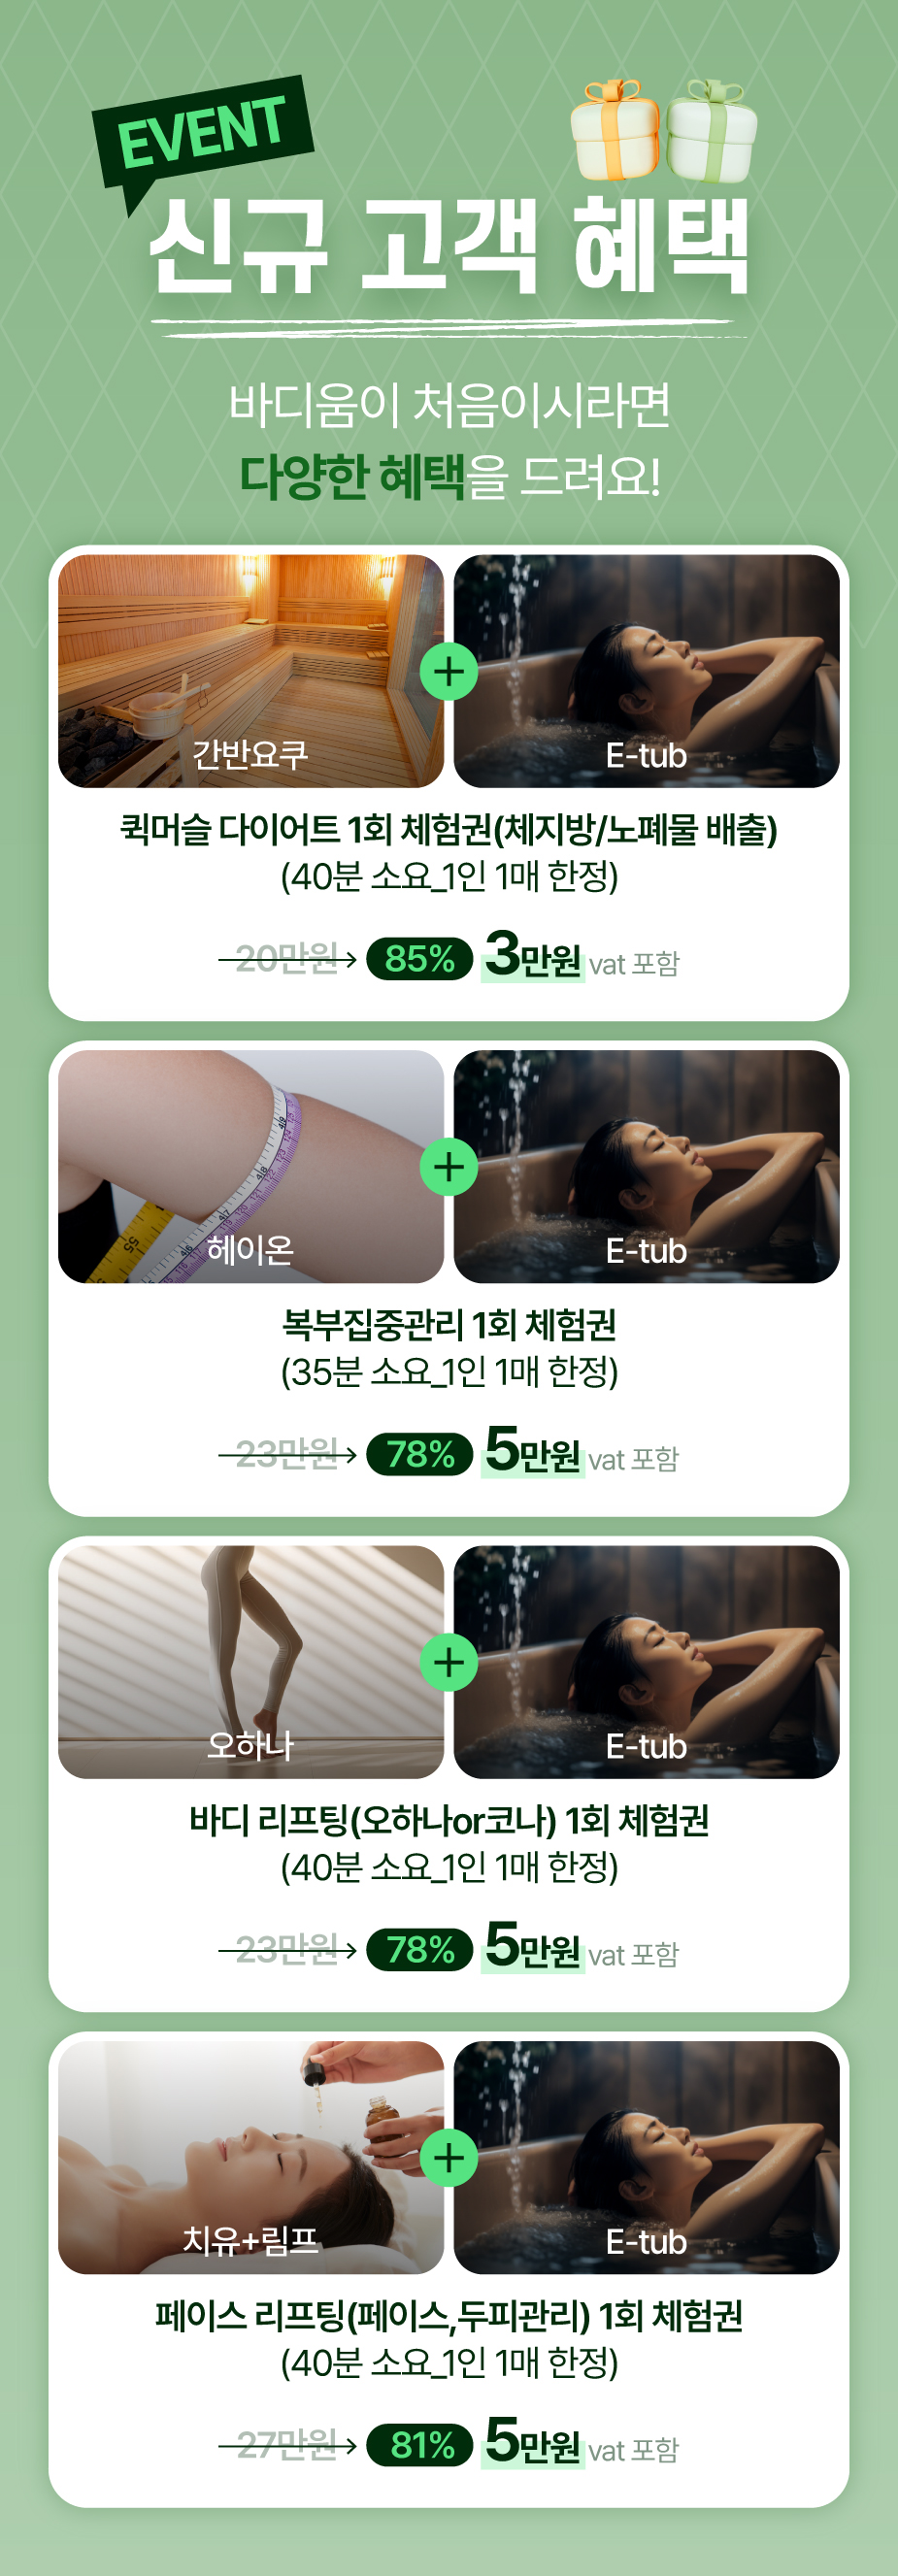 EVENT
신규 고객 혜택
바디움이 처음이시라면
다양한 혜택을 드려요!
간반요쿠
E-tub
퀵머슬 다이어트 1회 체험권(체지방/노폐물 배출)
(40분 소요_1인 1매 한정)
20만원 85% 3만원 vat 포함
헤이온
E-tub
복부집중관리 1회 체험권
(35분 소요_1인 1매 한정)
23만원 78% 5만원 vat 포함
오하나
E-tub
바디 리프팅(오하나or코나) 1회 체험권
(40분 소요_1인 1매 한정)
23만원 78% 5만원 vat 포함
치유+림프
E-tub
페이스 리프팅(페이스,두피관리) 1회 체험권
(40분 소요_1인 1매 한정)
27만원 81% 5만원 vat 포함